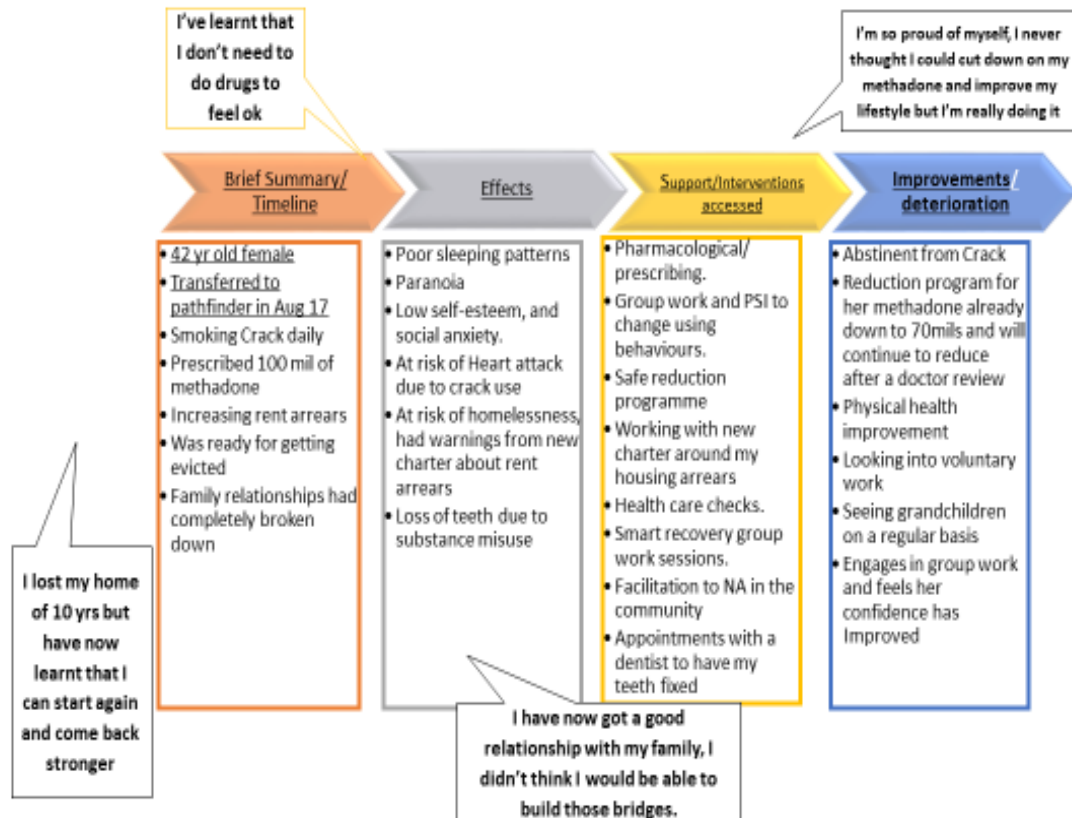 I've learnt that
I don't need to
do drugs to
feel ok
I'm so proud of myself, I never
thought I could cut down on my
methadone and improve my
lifestyle but I'm really doing it
Brief Summary/
Timeline
• 42 yr old female
• Transferred to
pathfinder in Aug 17
• Smoking Crack daily
• Prescribed 100 mil of
methadone
• Increasing rent arrears
• Was ready for getting
evicted
• Family relationships had
completely broken
down
Effects
• Poor sleeping patterns
• Paranoia
• Low self-esteem, and
social anxiety.
• At risk of Heart attack
due to crack use
• At risk of homelessness,
had warnings from new
charter about rent
arrears
• Loss of teeth due to
substance misuse
Support/Interventions
accessed
• Pharmacological/
prescribing.
• Group work and PSI to
change using
behaviours.
• Safe reduction
programme
• Working with new
charter around my
housing arrears
• Health care checks.
• Smart recovery group
work sessions.
• Facilitation to NA in the
community
• Appointments with a
dentist to have my
teeth fixed
Improvements/
deterioration
• Abstinent from Crack
• Reduction program for
her methadone already
down to 70mils and will
continue to reduce
after a doctor review
• Physical health
improvement
• Looking into voluntary
work
• Seeing grandchildren
on a regular basis
• Engages in group work
and feels her
confidence has
Improved
I lost my home
of 10 yrs but
have now
learnt that I
can start again
and come back
stronger
I have now got a good
relationship with my family, I
didn't think I would be able to
build those bridges.